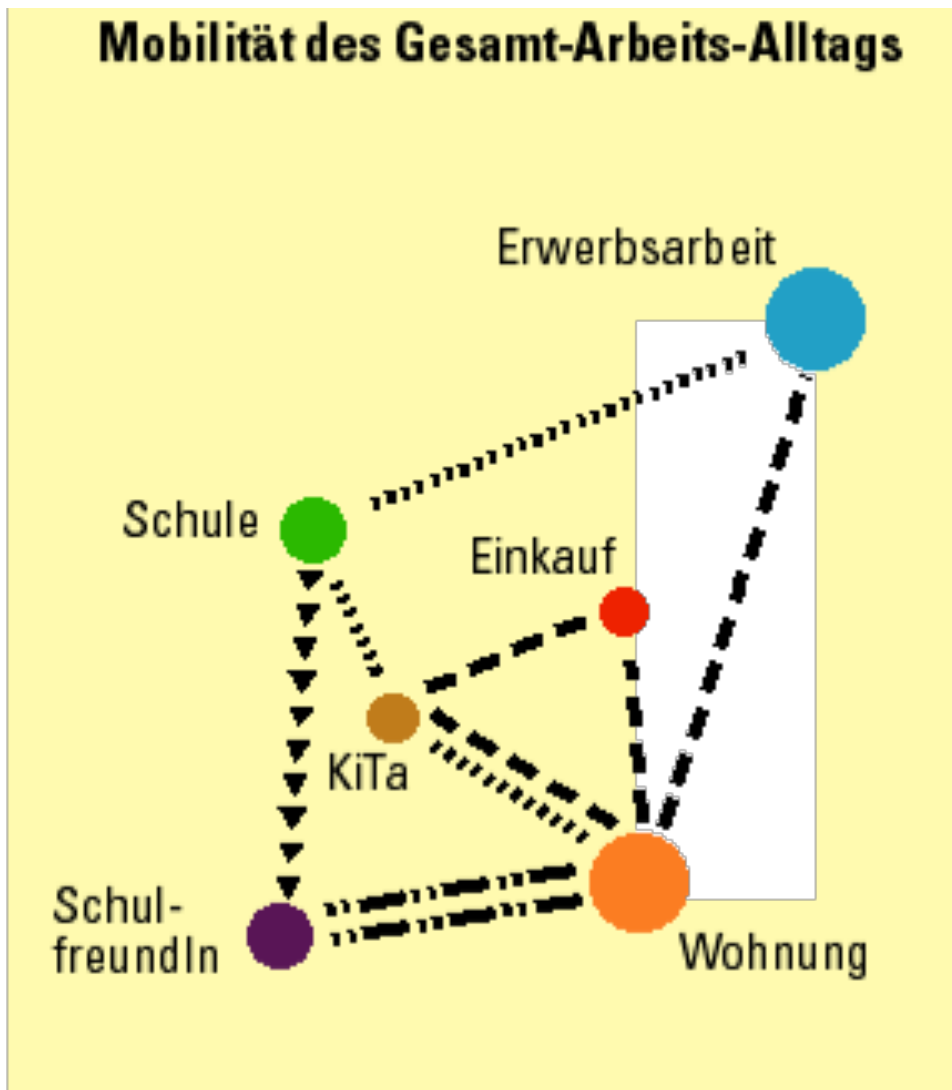 Mobilität des Gesamt-Arbeits-Alltags
Erwerbsarbeit
Schule
Einkauf
KiTa
Schul-
freundIn
Wohnung